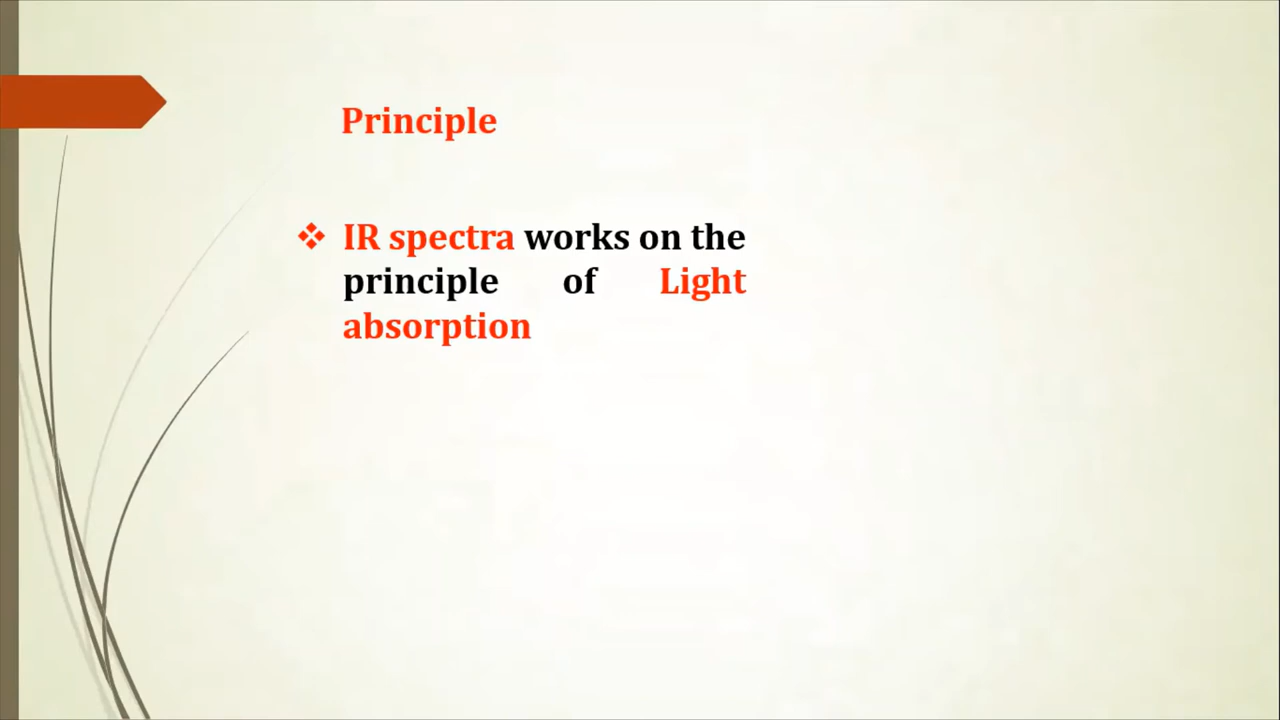 Principle
IR spectra works on the
principle of Light
absorption